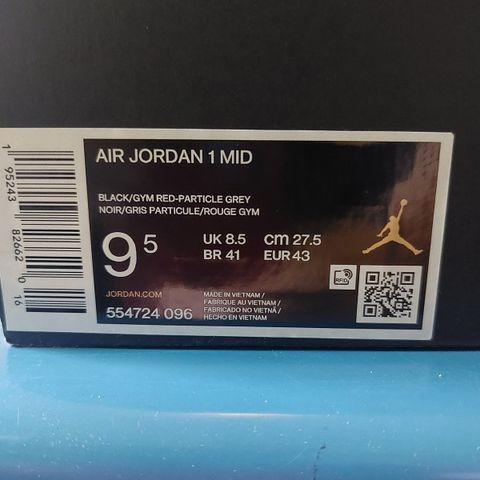 AIR JORDAN 1 MID
BLACK/GYM RED-PARTICLE GREY
NOIR/GRIS PARTICULE/ROUGE GYM
9 5
UK 8.5 cm 27.5
BR 41 EUR 43
RFID
JORDAN.COM
554724 096
MADE IN VIETNAM /
FABRIQUE AU VIETNAM /
FABRICADO NO VIETNÃ /
HECHO EN VIETNAM
1 95243 82662 0 16